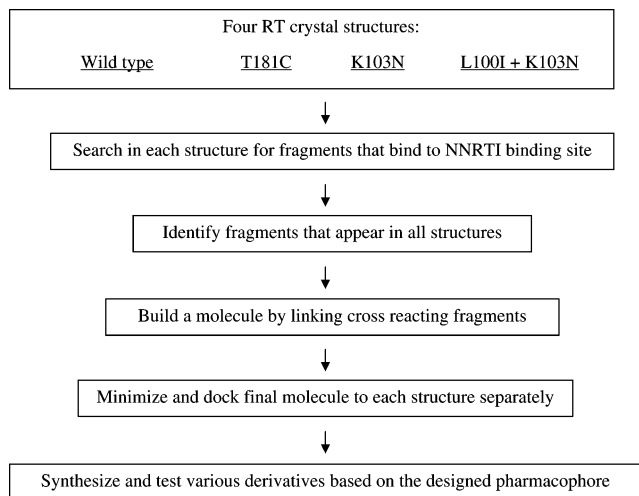 Four RT crystal structures:
Wild type T181C K103N L100I + K103N
Search in each structure for fragments that bind to NNRTI binding site
Identify fragments that appear in all structures
Build a molecule by linking cross reacting fragments
Minimize and dock final molecule to each structure separately
Synthesize and test various derivatives based on the designed pharmacophore